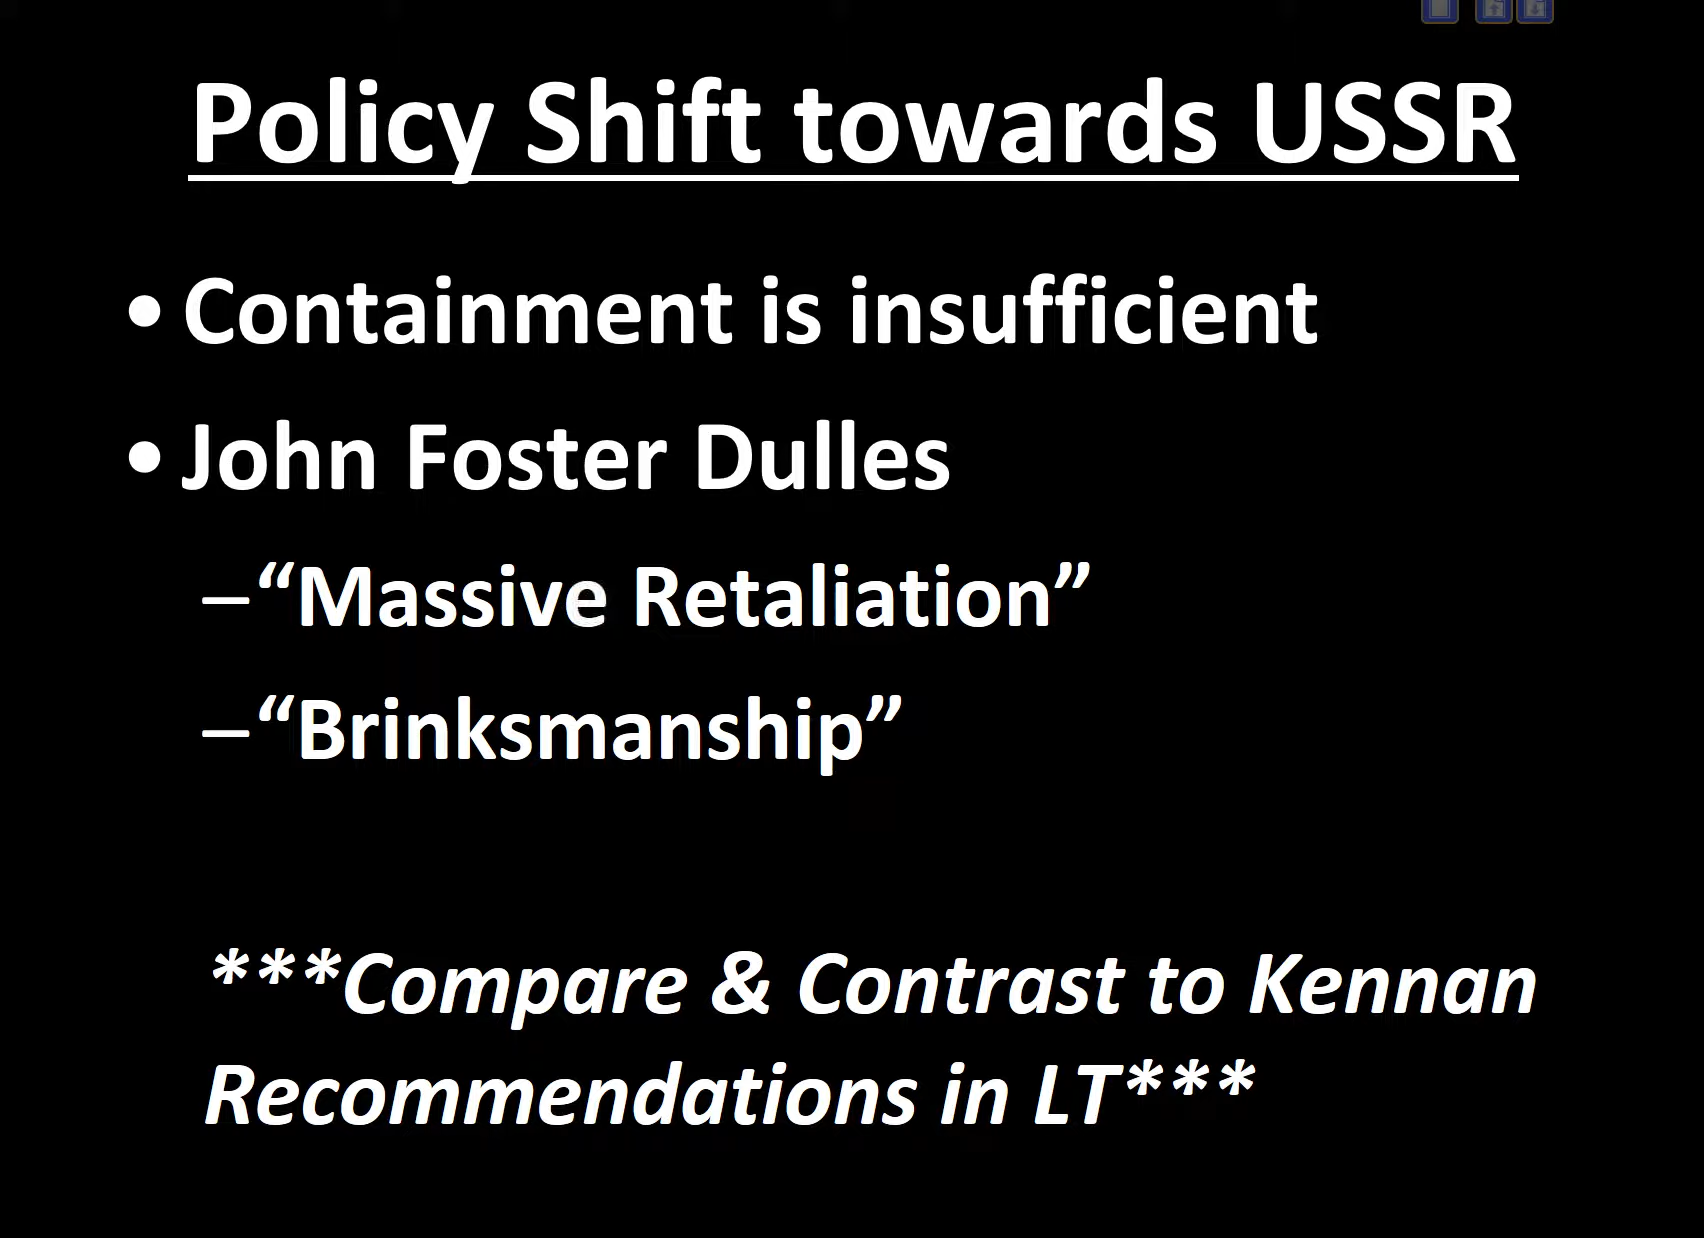 Policy Shift towards USSR
• Containment is insufficient
• John Foster Dulles
–“Massive Retaliation”
–“Brinksmanship”
***Compare & Contrast to Kennan
Recommendations in LT***